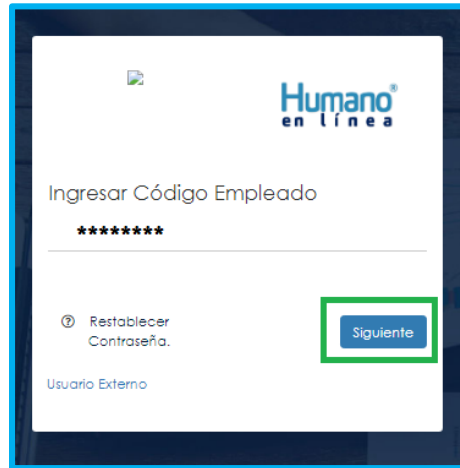 Humano®
en línea
Ingresar Código Empleado
********
Restablecer
Contraseña.
Siguiente
Usuario Externo